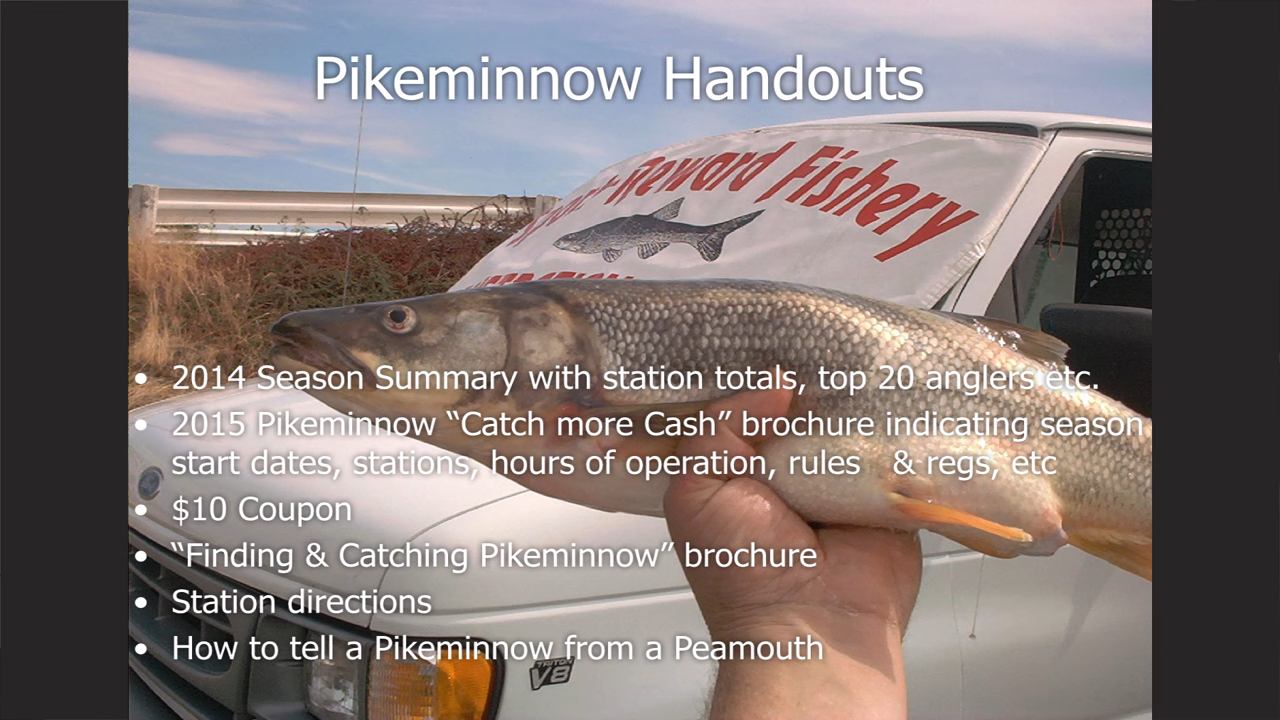 Pikeminnow Handouts
-Reward Fishery
• 2014 Season Summary with station totals, top 20 anglers etc.
• 2015 Pikeminnow “Catch more Cash” brochure indicating season
start dates, stations, hours of operation, rules & regs, etc
• $10 Coupon
• “Finding & Catching Pikeminnow” brochure
• Station directions
• How to tell a Pikeminnow from a Peamouth
TRITON
V8